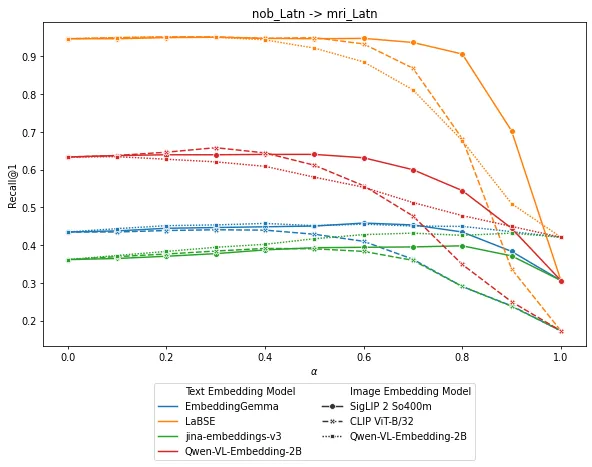 nob_Latn -> mri_Latn
Recall@1
0.9
0.8
0.7
0.6
0.5
0.4
0.3
0.2
0.0 0.2 0.4 0.6 0.8 1.0
α
Text Embedding Model
EmbeddingGemma
LaBSE
jina-embeddings-v3
Qwen-VL-Embedding-2B
Image Embedding Model
SigLIP 2 So400m
CLIP ViT-B/32
Qwen-VL-Embedding-2B